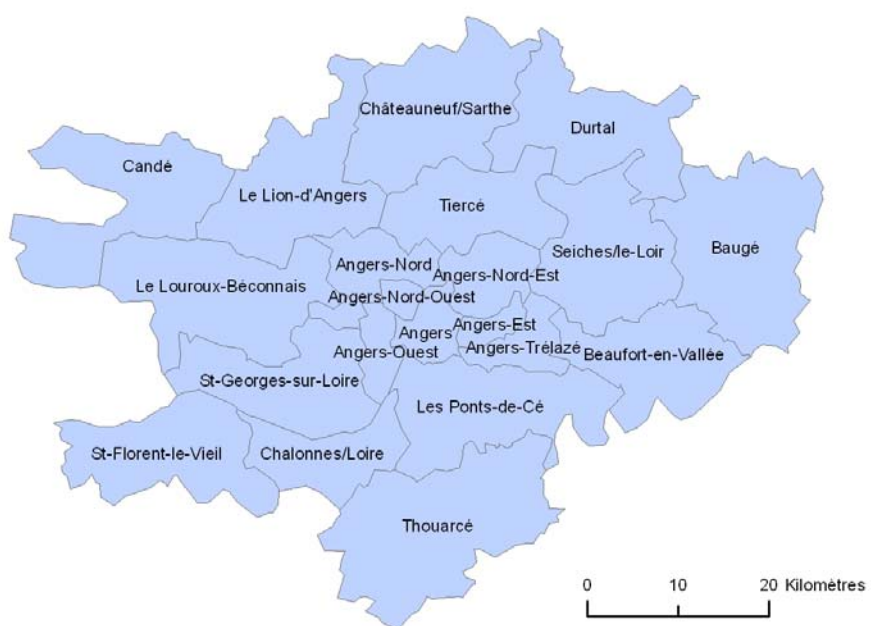 Châteauneuf/Sarthe
Durtal
Candé
Le Lion-d'Angers
Tiercé
Seiches/le-Loir
Baugé
Angers-Nord
Angers-Nord-Est
Le Louroux-Béconnais
Angers-Nord-Ouest
Angers
Angers-Est
Angers-Ouest
Angers-Trélazé
Beaufort-en-Vallée
St-Georges-sur-Loire
Les Ponts-de-Cé
St-Florent-le-Vieil
Chalonnes/Loire
Thouarcé
0 10 20 Kilomètres